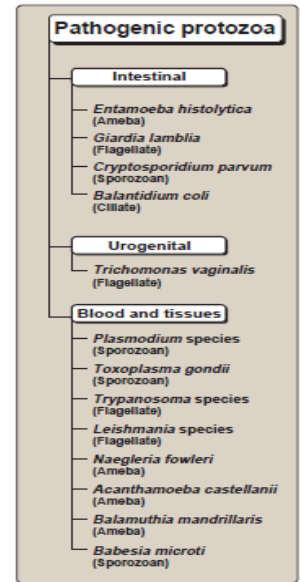 Pathogenic protozoa
Intestinal
Entamoeba histolytica
(Ameba)
Giardia lamblia
(Flagellate)
Cryptosporidium parvum
(Sporozoan)
Balantidium coli
(Ciliate)
Urogenital
Trichomonas vaginalis
(Flagellate)
Blood and tissues
Plasmodium species
(Sporozoan)
Toxoplasma gondii
(Sporozoan)
Trypanosoma species
(Flagellate)
Leishmania species
(Flagellate)
Naegleria fowleri
(Ameba)
Acanthamoeba castellanii
(Ameba)
Balamuthia mandrillaris
(Ameba)
Babesia microti
(Sporozoan)